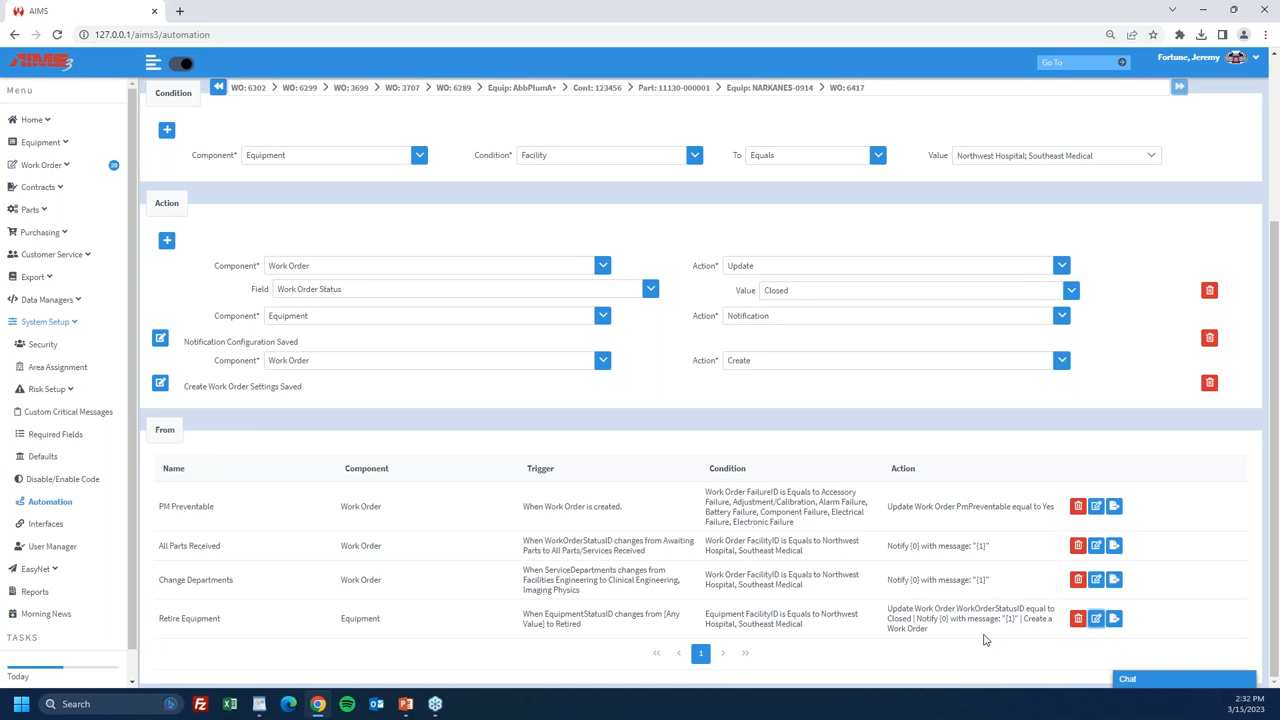 AIMS
127.0.0.1/aims3/automation
AIMS 3
Go To
Fortune, Jeremy
Menu
Home
Equipment
Work Order
20
Contracts
Parts
Purchasing
Customer Service
Export
Data Managers
System Setup
Security
Area Assignment
Risk Setup
Custom Critical Messages
Required Fields
Defaults
Disable/Enable Code
Automation
Interfaces
User Manager
EasyNet
Reports
Morning News
TASKS
Today
Condition
WO: 6302 > WO: 6299 > WO: 3699 > WO: 3707 > WO: 6289 > Equip: AbbPlumA+ > Cont: 123456 > Part: 11130-000001 > Equip: NARKANES-0914 > WO: 6417
Component* Equipment Condition* Facility To Equals Value Northwest Hospital; Southeast Medical
Action
Component* Work Order Action* Update
Field Work Order Status Value Closed
Component* Equipment Action* Notification
Notification Configuration Saved
Component* Work Order Action* Create
Create Work Order Settings Saved
From
Name Component Trigger Condition Action
PM Preventable Work Order When Work Order is created.
Work Order FailureID is Equals to Accessory
Failure, Adjustment/Calibration, Alarm Failure,
Battery Failure, Component Failure, Electrical
Failure, Electronic Failure
Update Work Order PmPreventable equal to Yes
All Parts Received Work Order
When WorkOrderStatusID changes from Awaiting
Parts to All Parts/Services Received
Work Order FacilityID is Equals to Northwest
Hospital, Southeast Medical
Notify {0} with message: "{1}"
Change Departments Work Order
When ServiceDepartments changes from
Facilities Engineering to Clinical Engineering,
Imaging Physics
Work Order FacilityID is Equals to Northwest
Hospital, Southeast Medical
Notify {0} with message: "{1}"
Retire Equipment Equipment
When EquipmentStatusID changes from [Any
Value] to Retired
Equipment FacilityID is Equals to Northwest
Hospital, Southeast Medical
Update Work Order WorkOrderStatusID equal to
Closed | Notify {0} with message: "{1}" | Create a
Work Order
1
Chat
Search
2:32 PM
3/15/2023